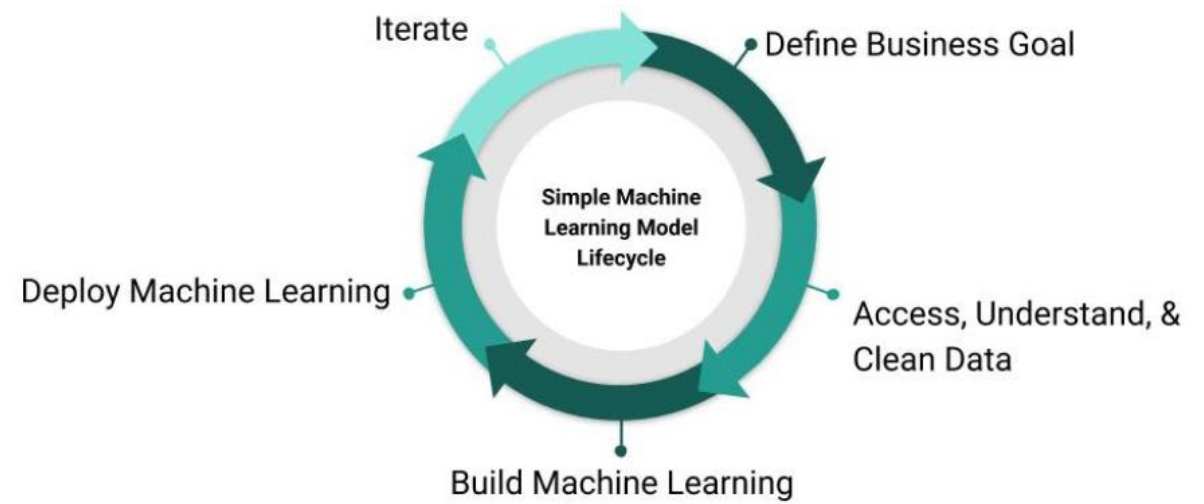 Iterate
Define Business Goal
Simple Machine
Learning Model
Lifecycle
Deploy Machine Learning
Access, Understand, &
Clean Data
Build Machine Learning